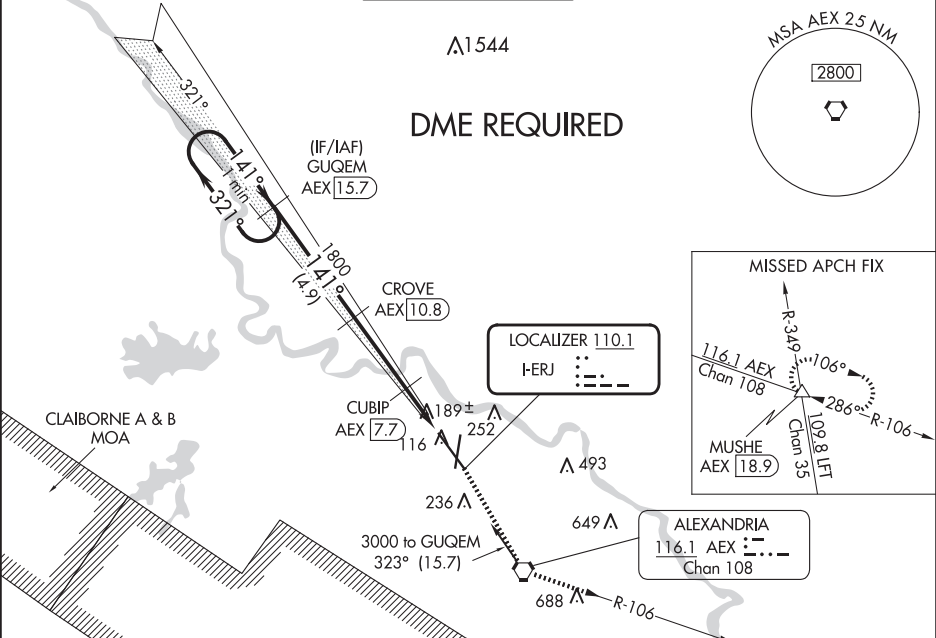 1544
MSA AEX 25 NM
2800
DME REQUIRED
321°
(IF/IAF)
GUQEM
AEX 15.7
141°
1 min
321°
1800
141°
(4.9)
CROVE
AEX 10.8
MISSED APCH FIX
R-349
116.1 AEX
Chan 108
106°
286°
R-106
MUSHE
AEX 18.9
109.8 LFT
Chan 35
LOCALIZER 110.1
I-ERJ
CLAIBORNE A & B
MOA
CUBIP
AEX 7.7
189±
252
116
493
236
649
3000 to GUQEM
323° (15.7)
ALEXANDRIA
116.1 AEX
Chan 108
688
R-106